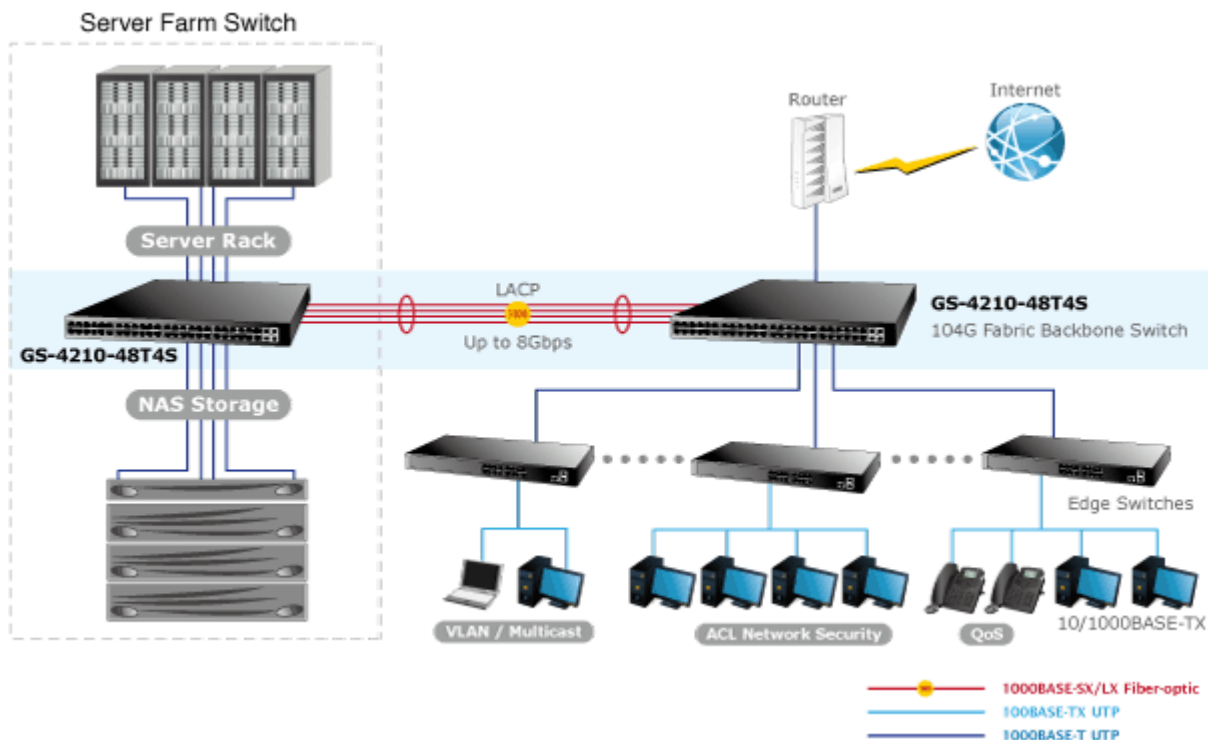 Server Farm Switch
Router
Internet
Server Rack
LACP
Up to 8Gbps
GS-4210-48T4S
104G Fabric Backbone Switch
GS-4210-48T4S
NAS Storage
Edge Switches
10/1000BASE-TX
VLAN / Multicast
ACL Network Security
QoS
1000BASE-SX/LX Fiber-optic
100BASE-TX UTP
1000BASE-T UTP